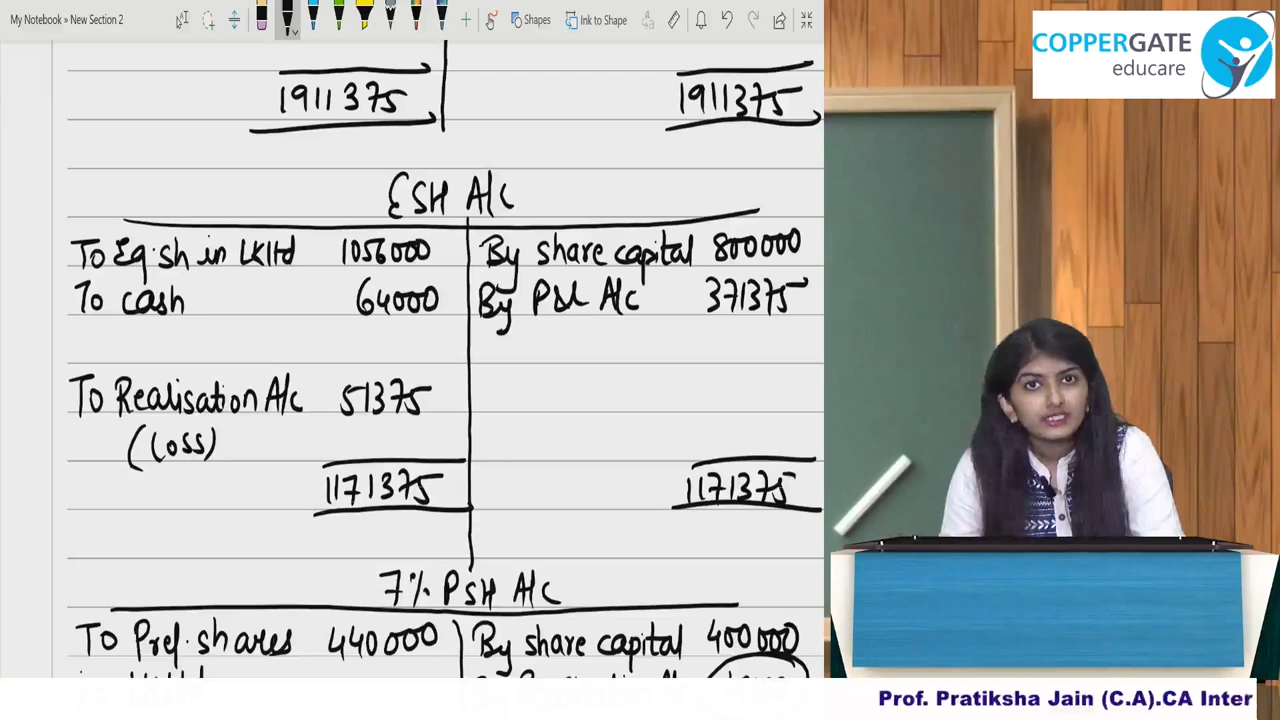 My Notebook » New Section 2
Shapes
Ink to Shape
COPPERGATE
educare
1911375 1911375
ESH A/c
To Eq.sh in LK ltd 1056000 By share capital 800000
To cash 64000 By P&L A/c 371375
To Realisation A/c 51375
(Loss)
1171375 1171375
7% PSH A/c
To Pref. shares 440000 By share capital 400000
Prof. Pratiksha Jain (C.A).CA Inter